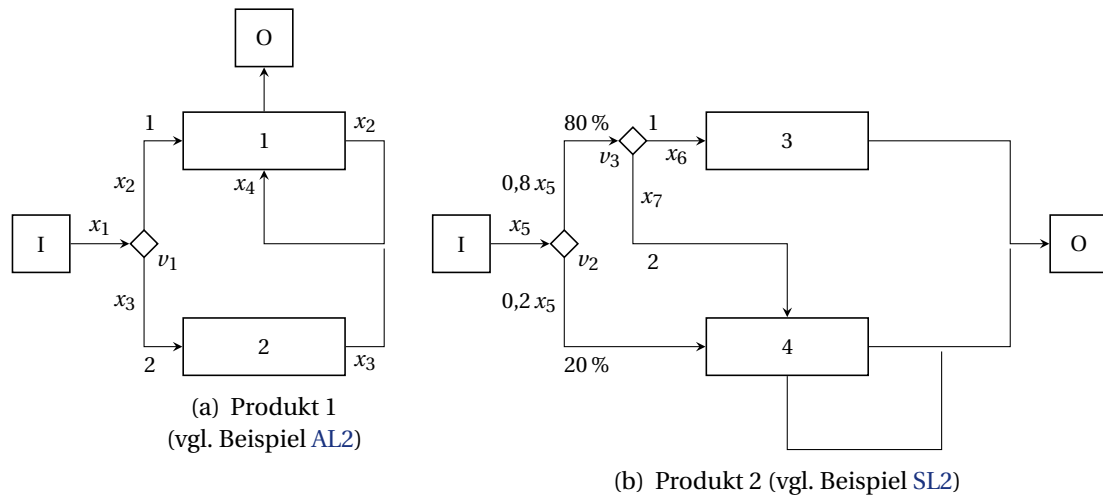 O
1
x₂
1
x₂
x₄
I
x₁
v₁
x₃
2
2
x₃
(a) Produkt 1
(vgl. Beispiel AL2)
80 %
1
3
v₃
x₆
0,8 x₅
x₇
I
x₅
v₂
2
O
0,2 x₅
4
20 %
(b) Produkt 2 (vgl. Beispiel SL2)